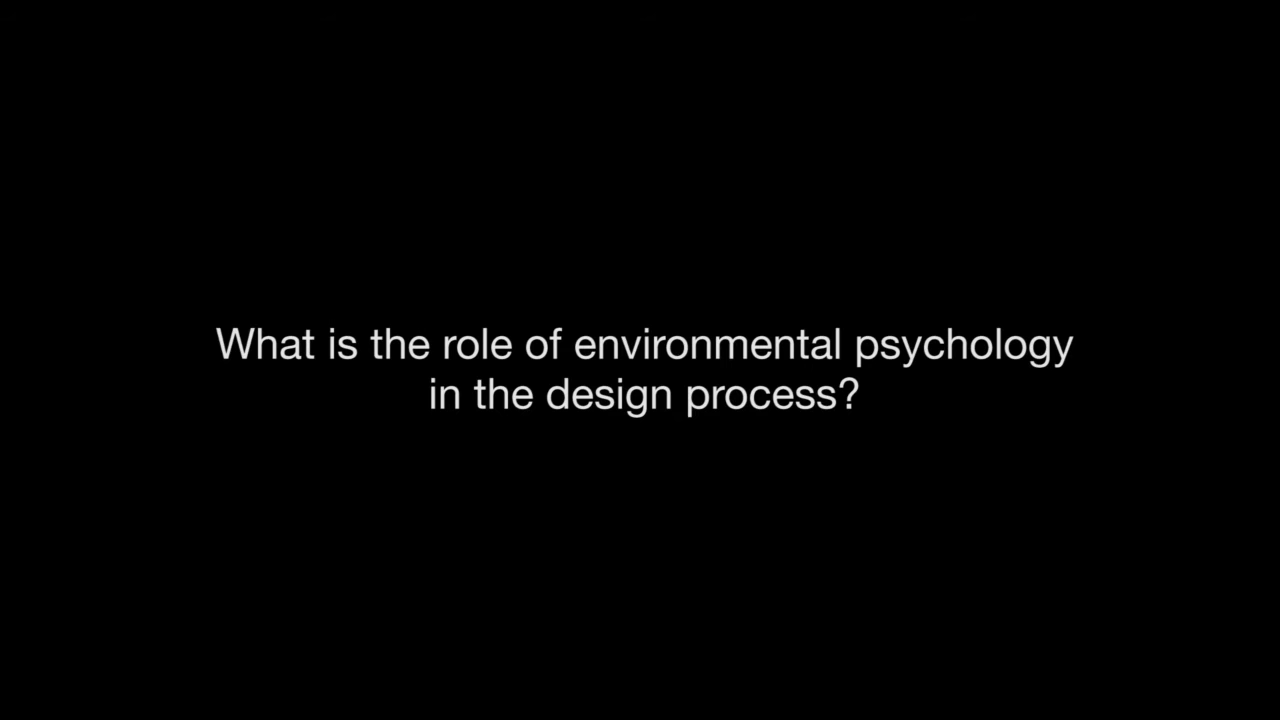 What is the role of environmental psychology
in the design process?